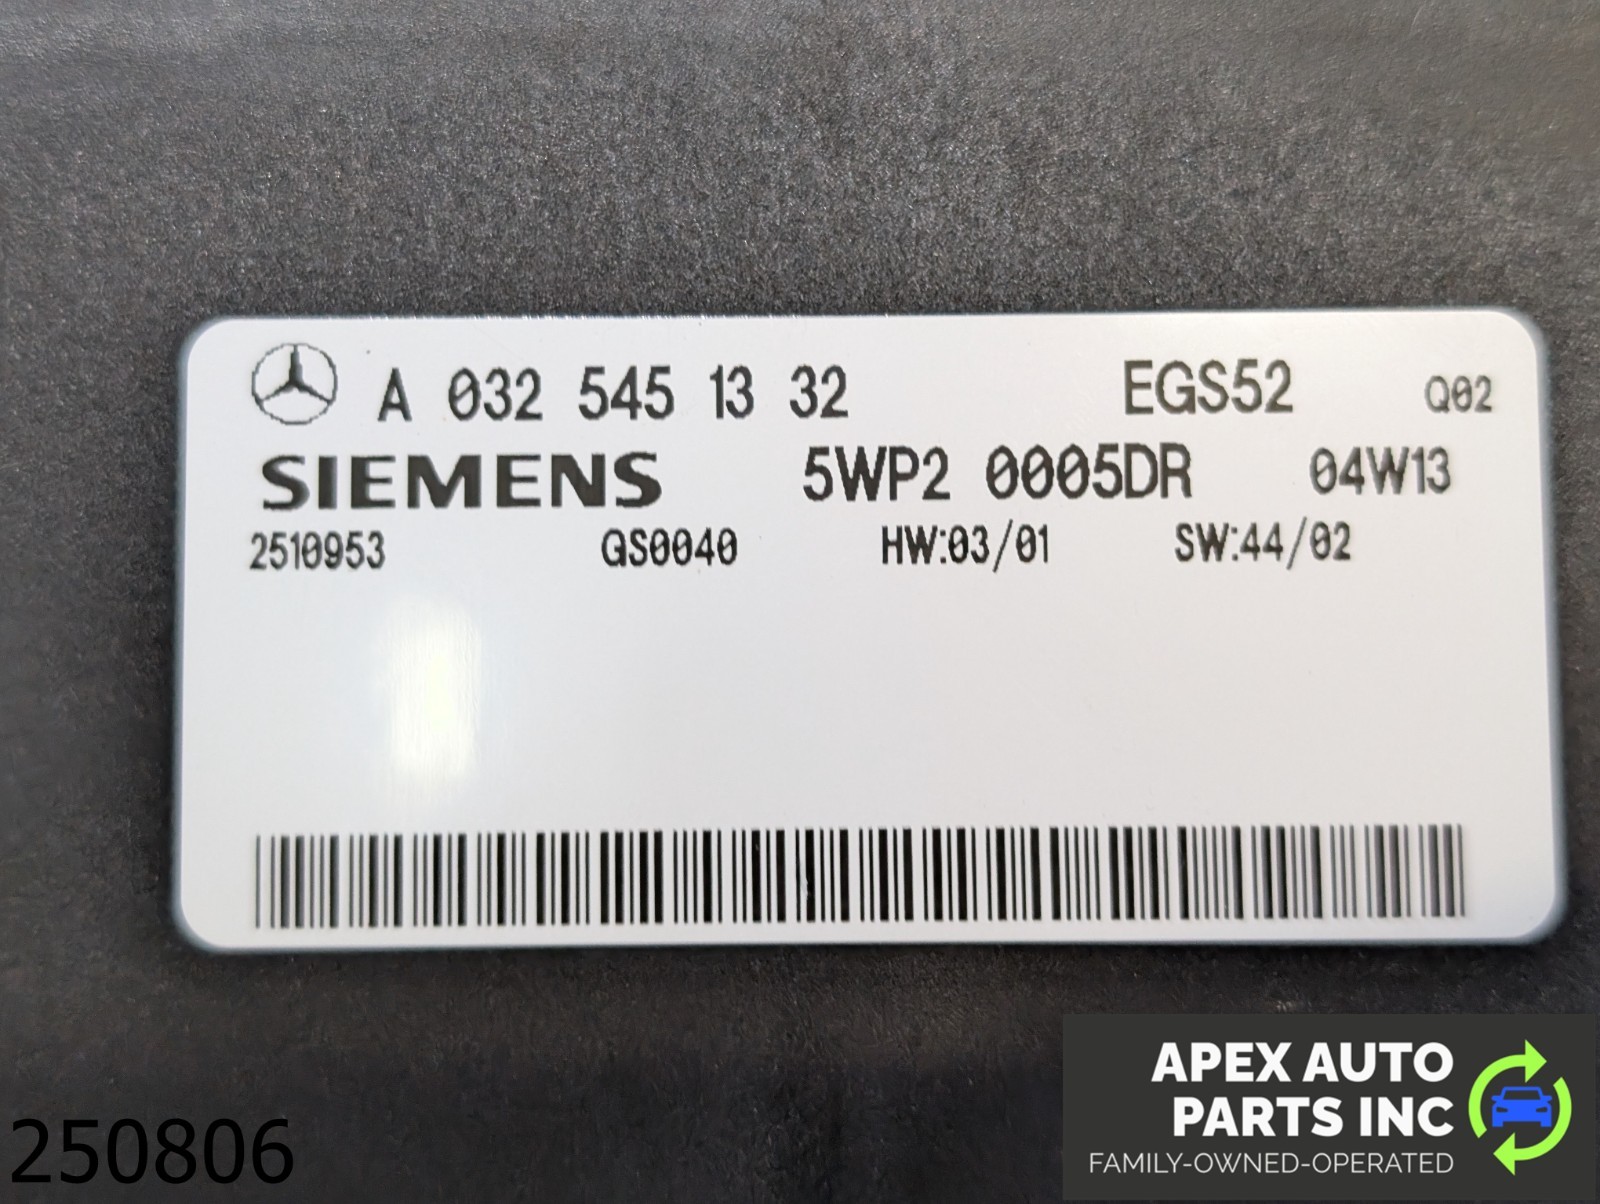 A 032 545 13 32 EGS52 Q02
SIEMENS 5WP2 0005DR 04W13
2510953 GS0040 HW:03/01 SW:44/02
250806
APEX AUTO
PARTS INC
FAMILY-OWNED-OPERATED